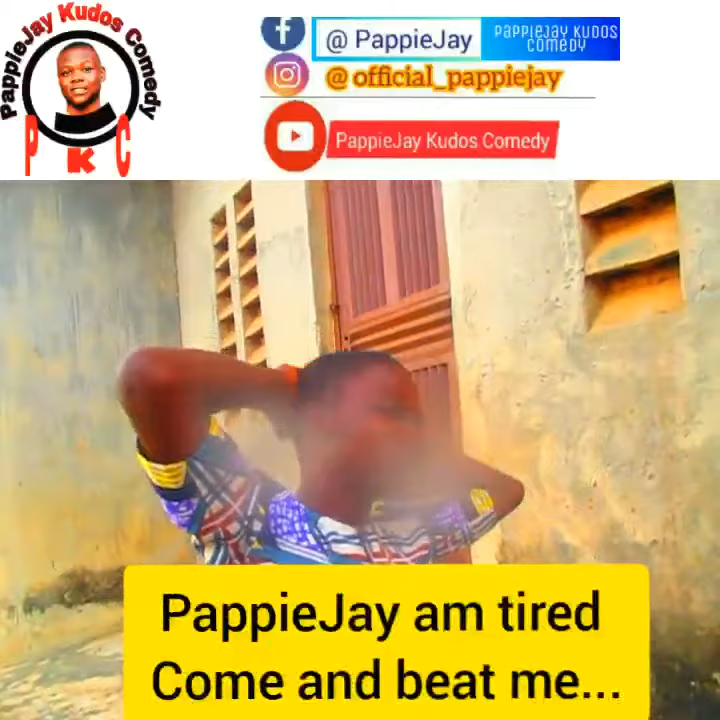 PappieJay Kudos Comedy
P K C
@ PappieJay
PAPPIEJAY KUDOS
COMEDY
@ official_pappiejay
PappieJay Kudos Comedy
PappieJay am tired
Come and beat me...